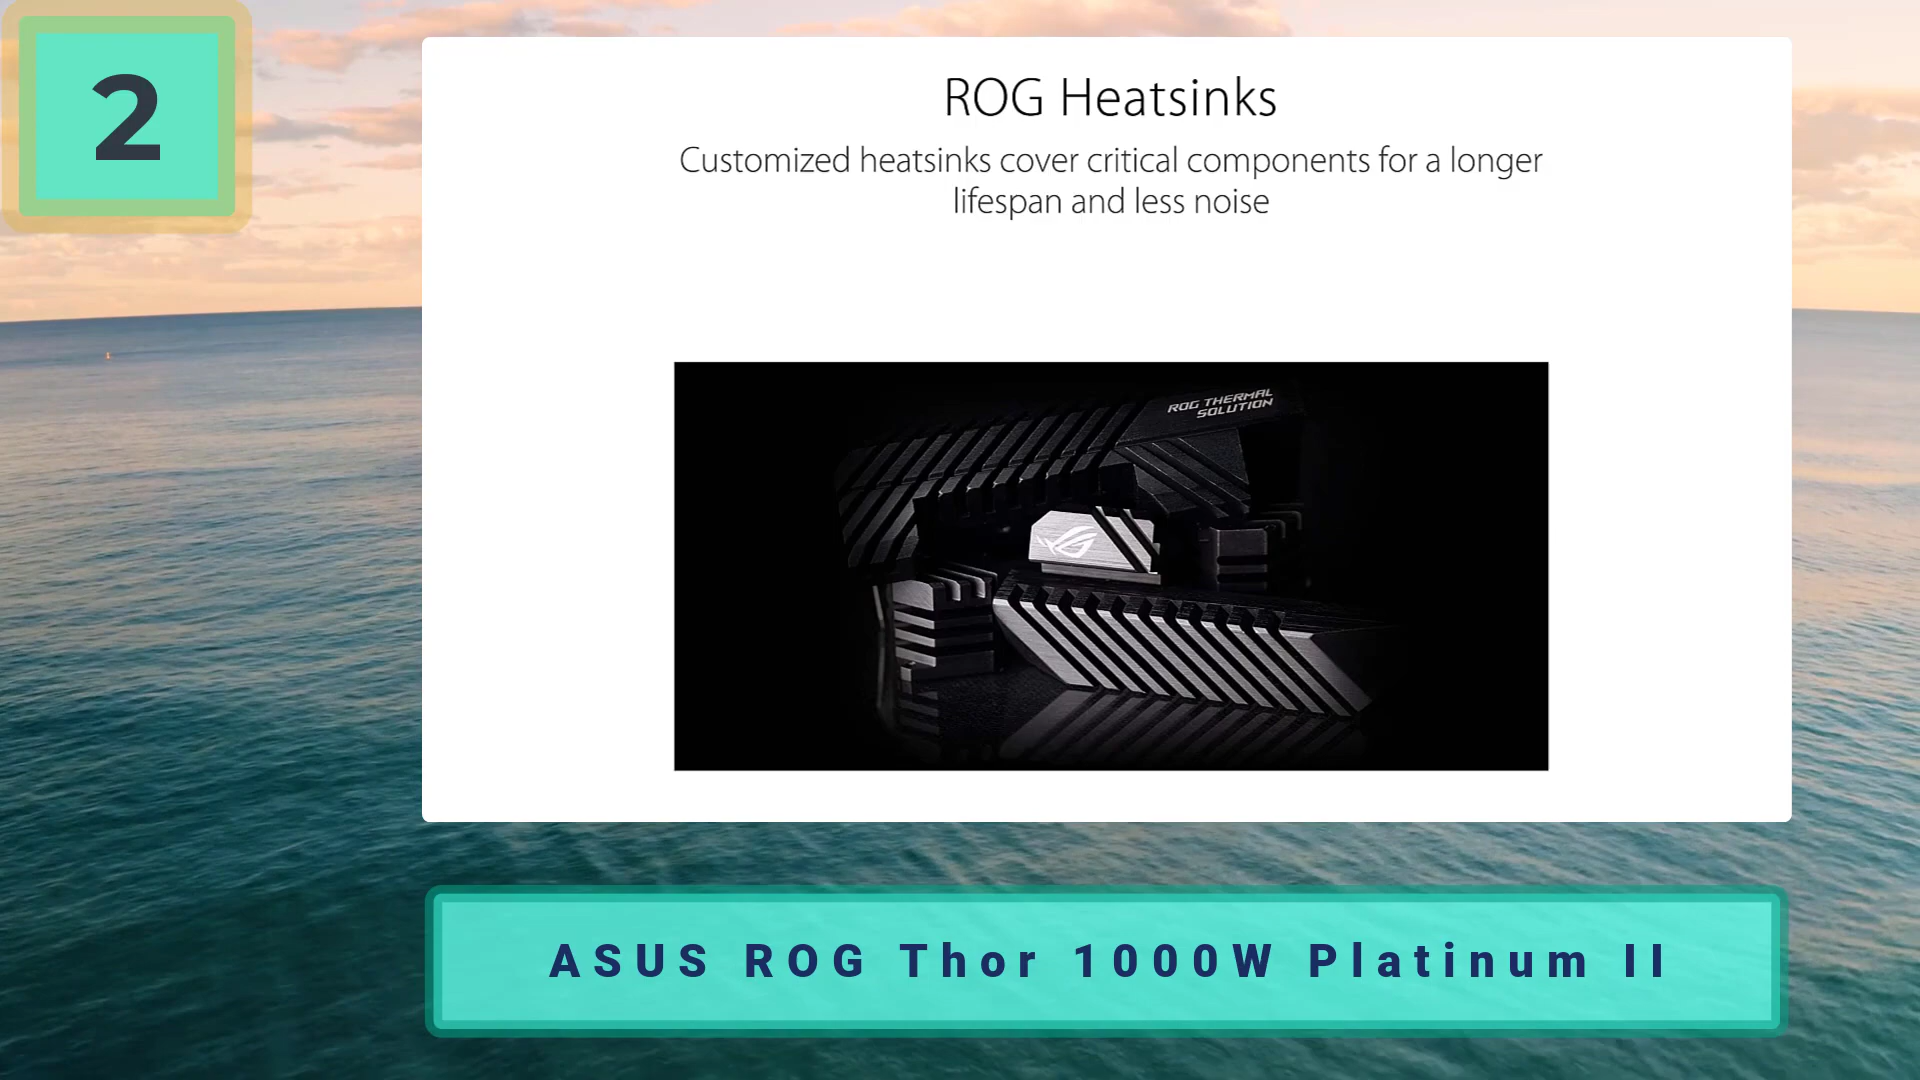 2
ROG Heatsinks
Customized heatsinks cover critical components for a longer
lifespan and less noise
ROG THERMAL
SOLUTION
ASUS ROG Thor 1000W Platinum II